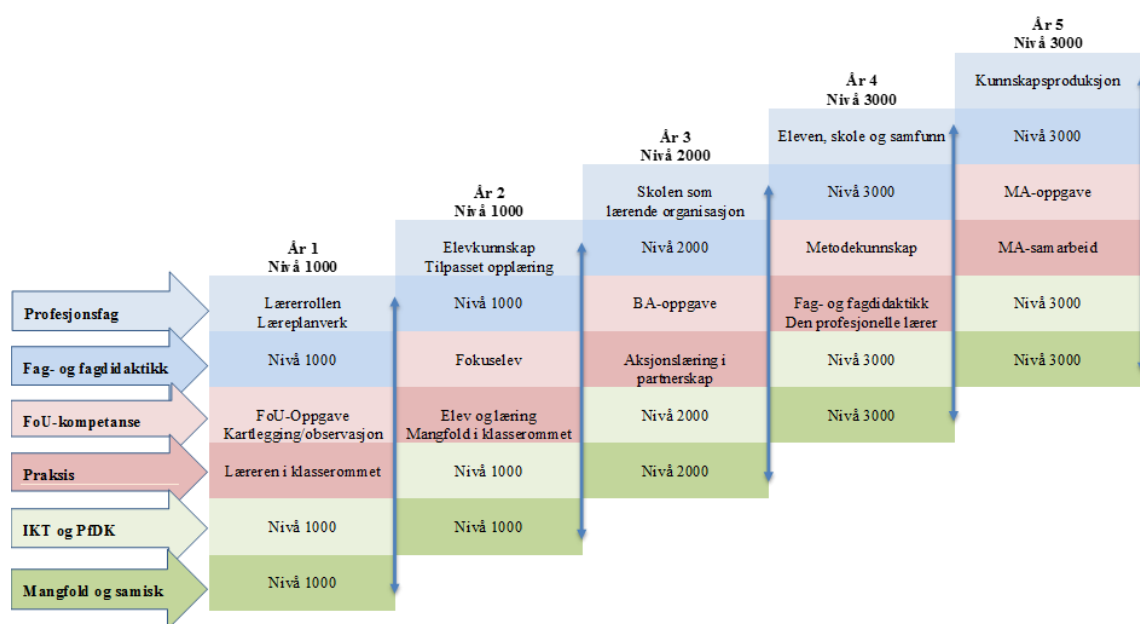 År 5
Nivå 3000
Kunnskapsproduksjon
Nivå 3000
MA-oppgave
MA-samarbeid
Nivå 3000
Nivå 3000
År 4
Nivå 3000
Eleven, skole og samfunn
Nivå 3000
Metodekunnskap
Fag- og fagdidaktikk
Den profesjonelle lærer
Nivå 3000
Nivå 3000
År 3
Nivå 2000
Skolen som
lærende organisasjon
Nivå 2000
BA-oppgave
Aksjonslæring i
partnerskap
Nivå 2000
Nivå 2000
År 2
Nivå 1000
Elevkunnskap
Tilpasset opplæring
Nivå 1000
Fokuselev
Elev og læring
Mangfold i klasserommet
Nivå 1000
Nivå 1000
År 1
Nivå 1000
Lærerrollen
Læreplanverk
Nivå 1000
FoU-Oppgave
Kartlegging/observasjon
Læreren i klasserommet
Nivå 1000
Nivå 1000
Profesjonsfag
Fag- og fagdidaktikk
FoU-kompetanse
Praksis
IKT og PfDK
Mangfold og samisk